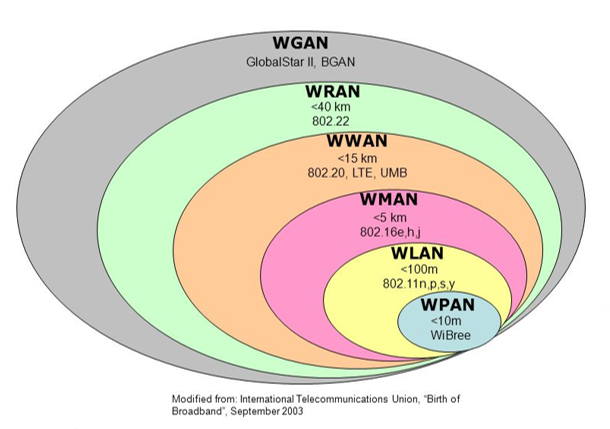 WGAN
GlobalStar II, BGAN
WRAN
<40 km
802.22
WWAN
<15 km
802.20, LTE, UMB
WMAN
<5 km
802.16e,h,j
WLAN
<100m
802.11n,p,s,y
WPAN
<10m
WiBree
Modified from: International Telecommunications Union, “Birth of
Broadband”, September 2003